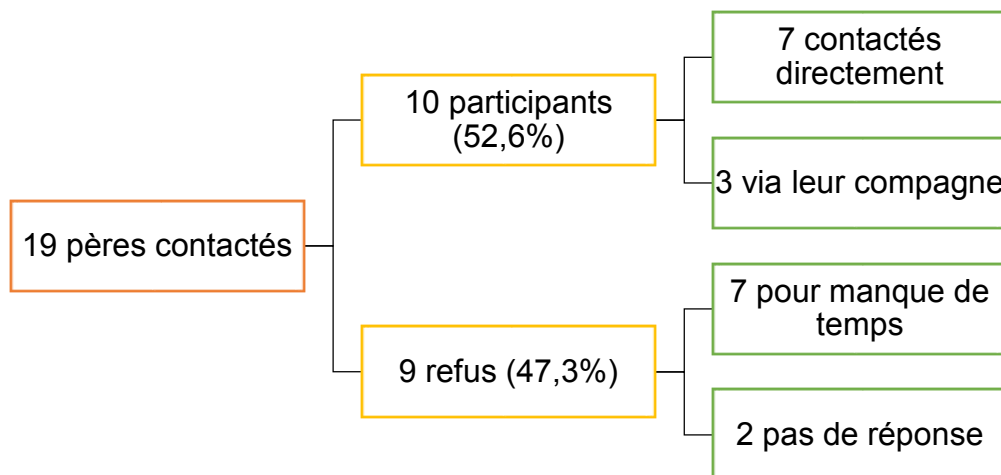 19 pères contactés
10 participants
(52,6%)
7 contactés
directement
3 via leur compagne
9 refus (47,3%)
7 pour manque de
temps
2 pas de réponse